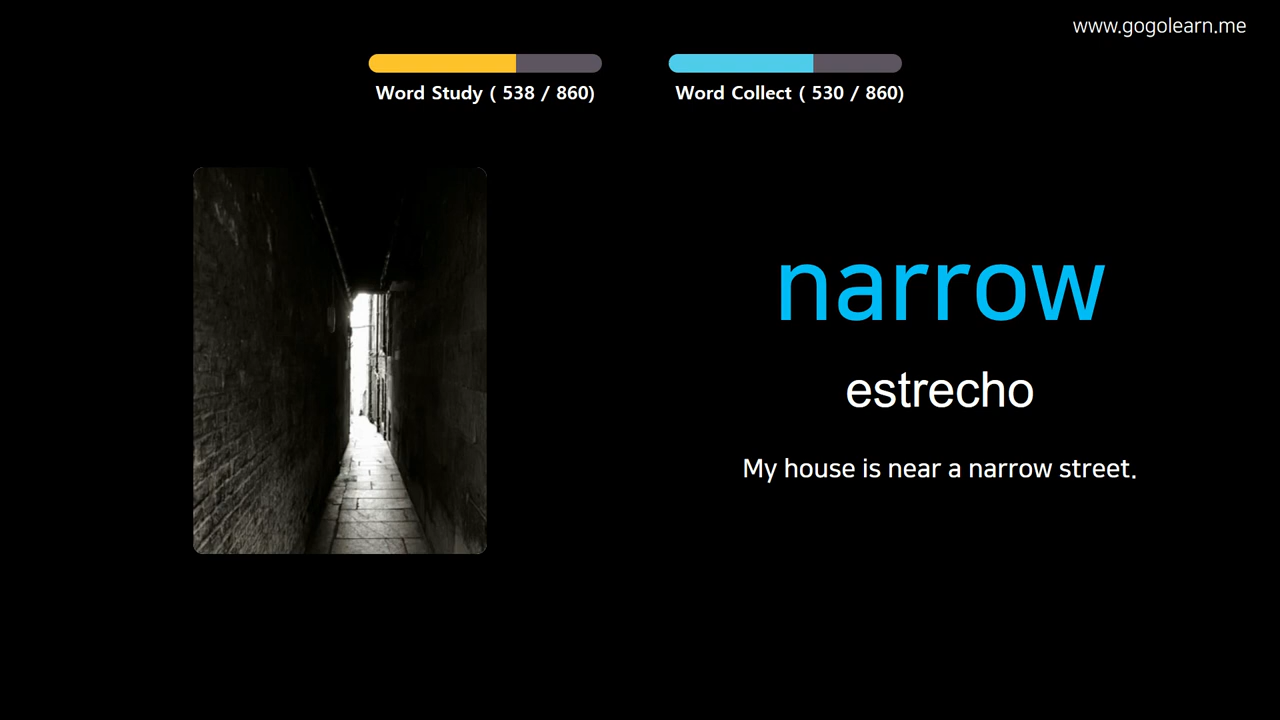 www.gogolearn.me
Word Study ( 538 / 860)
Word Collect ( 530 / 860)
narrow
estrecho
My house is near a narrow street.